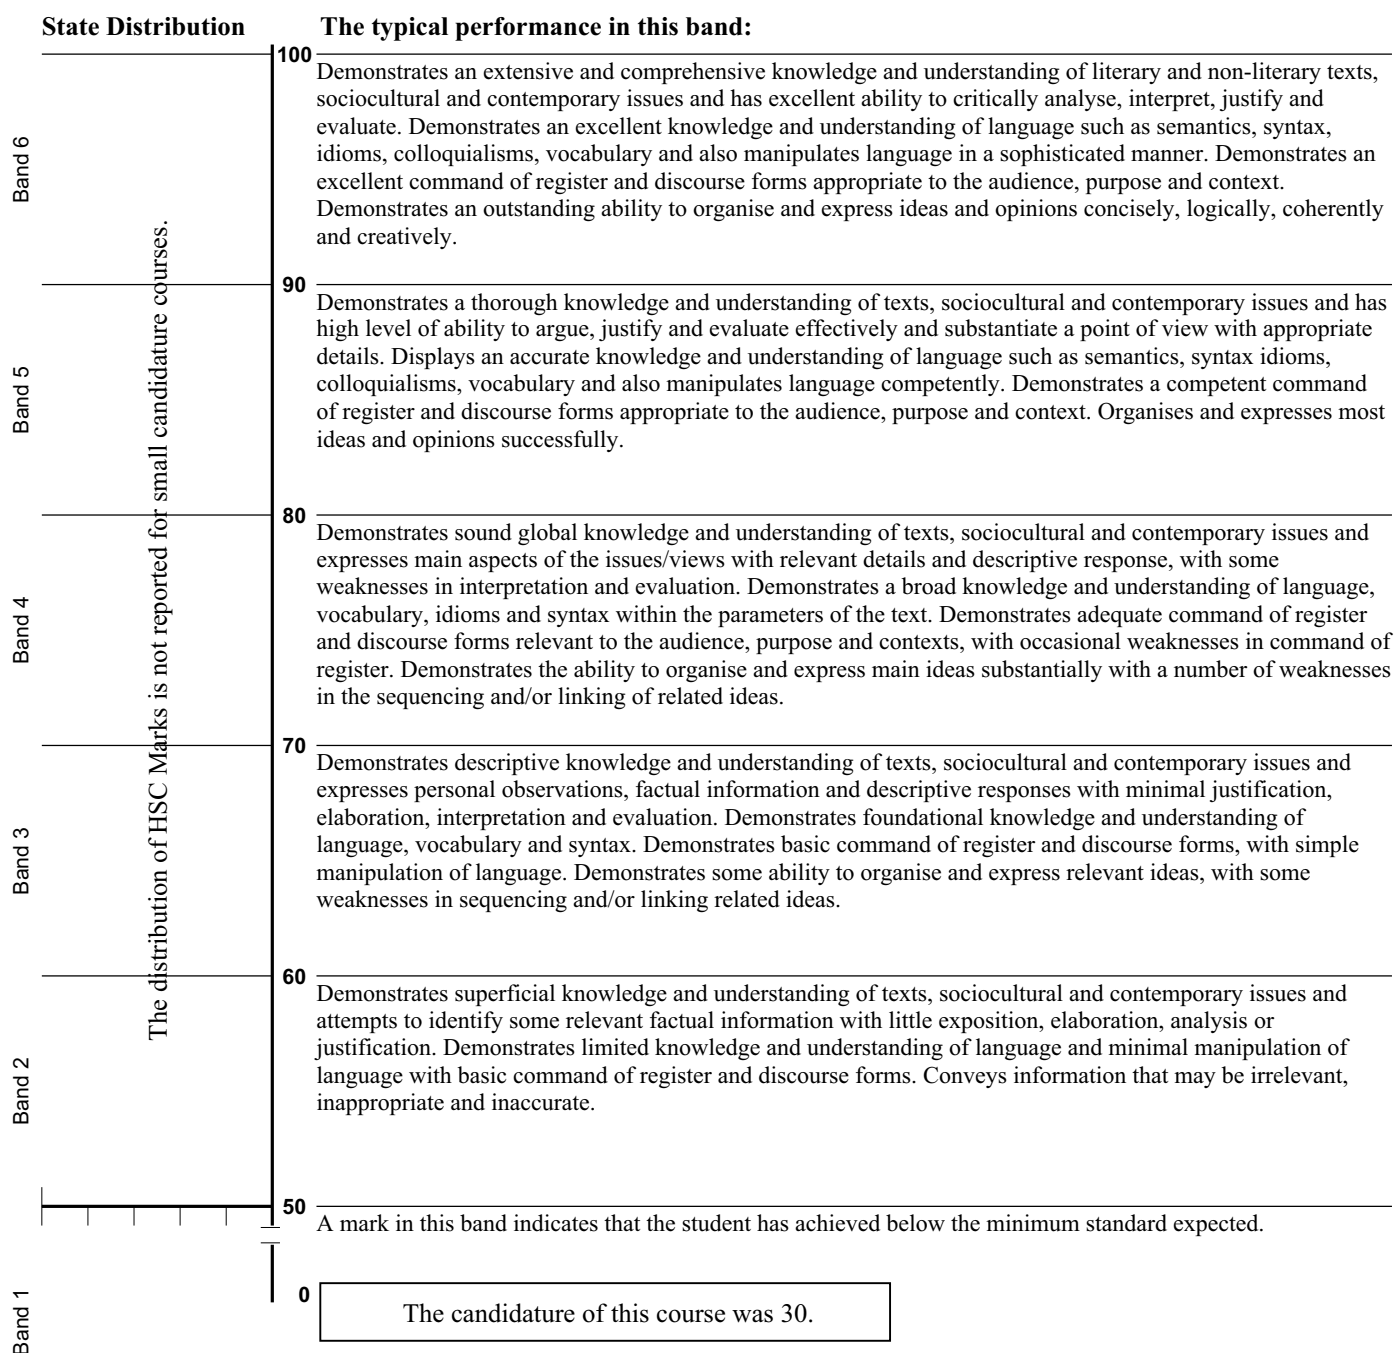 State Distribution
The typical performance in this band:
100
Band 6
Demonstrates an extensive and comprehensive knowledge and understanding of literary and non-literary texts,
sociocultural and contemporary issues and has excellent ability to critically analyse, interpret, justify and
evaluate. Demonstrates an excellent knowledge and understanding of language such as semantics, syntax,
idioms, colloquialisms, vocabulary and also manipulates language in a sophisticated manner. Demonstrates an
excellent command of register and discourse forms appropriate to the audience, purpose and context.
Demonstrates an outstanding ability to organise and express ideas and opinions concisely, logically, coherently
and creatively.
The distribution of HSC Marks is not reported for small candidature courses.
90
Band 5
Demonstrates a thorough knowledge and understanding of texts, sociocultural and contemporary issues and has
high level of ability to argue, justify and evaluate effectively and substantiate a point of view with appropriate
details. Displays an accurate knowledge and understanding of language such as semantics, syntax idioms,
colloquialisms, vocabulary and also manipulates language competently. Demonstrates a competent command
of register and discourse forms appropriate to the audience, purpose and context. Organises and expresses most
ideas and opinions successfully.
80
Band 4
Demonstrates sound global knowledge and understanding of texts, sociocultural and contemporary issues and
expresses main aspects of the issues/views with relevant details and descriptive response, with some
weaknesses in interpretation and evaluation. Demonstrates a broad knowledge and understanding of language,
vocabulary, idioms and syntax within the parameters of the text. Demonstrates adequate command of register
and discourse forms relevant to the audience, purpose and contexts, with occasional weaknesses in command of
register. Demonstrates the ability to organise and express main ideas substantially with a number of weaknesses
in the sequencing and/or linking of related ideas.
70
Band 3
Demonstrates descriptive knowledge and understanding of texts, sociocultural and contemporary issues and
expresses personal observations, factual information and descriptive responses with minimal justification,
elaboration, interpretation and evaluation. Demonstrates foundational knowledge and understanding of
language, vocabulary and syntax. Demonstrates basic command of register and discourse forms, with simple
manipulation of language. Demonstrates some ability to organise and express relevant ideas, with some
weaknesses in sequencing and/or linking related ideas.
60
Band 2
Demonstrates superficial knowledge and understanding of texts, sociocultural and contemporary issues and
attempts to identify some relevant factual information with little exposition, elaboration, analysis or
justification. Demonstrates limited knowledge and understanding of language and minimal manipulation of
language with basic command of register and discourse forms. Conveys information that may be irrelevant,
inappropriate and inaccurate.
50
A mark in this band indicates that the student has achieved below the minimum standard expected.
Band 1
0
The candidature of this course was 30.